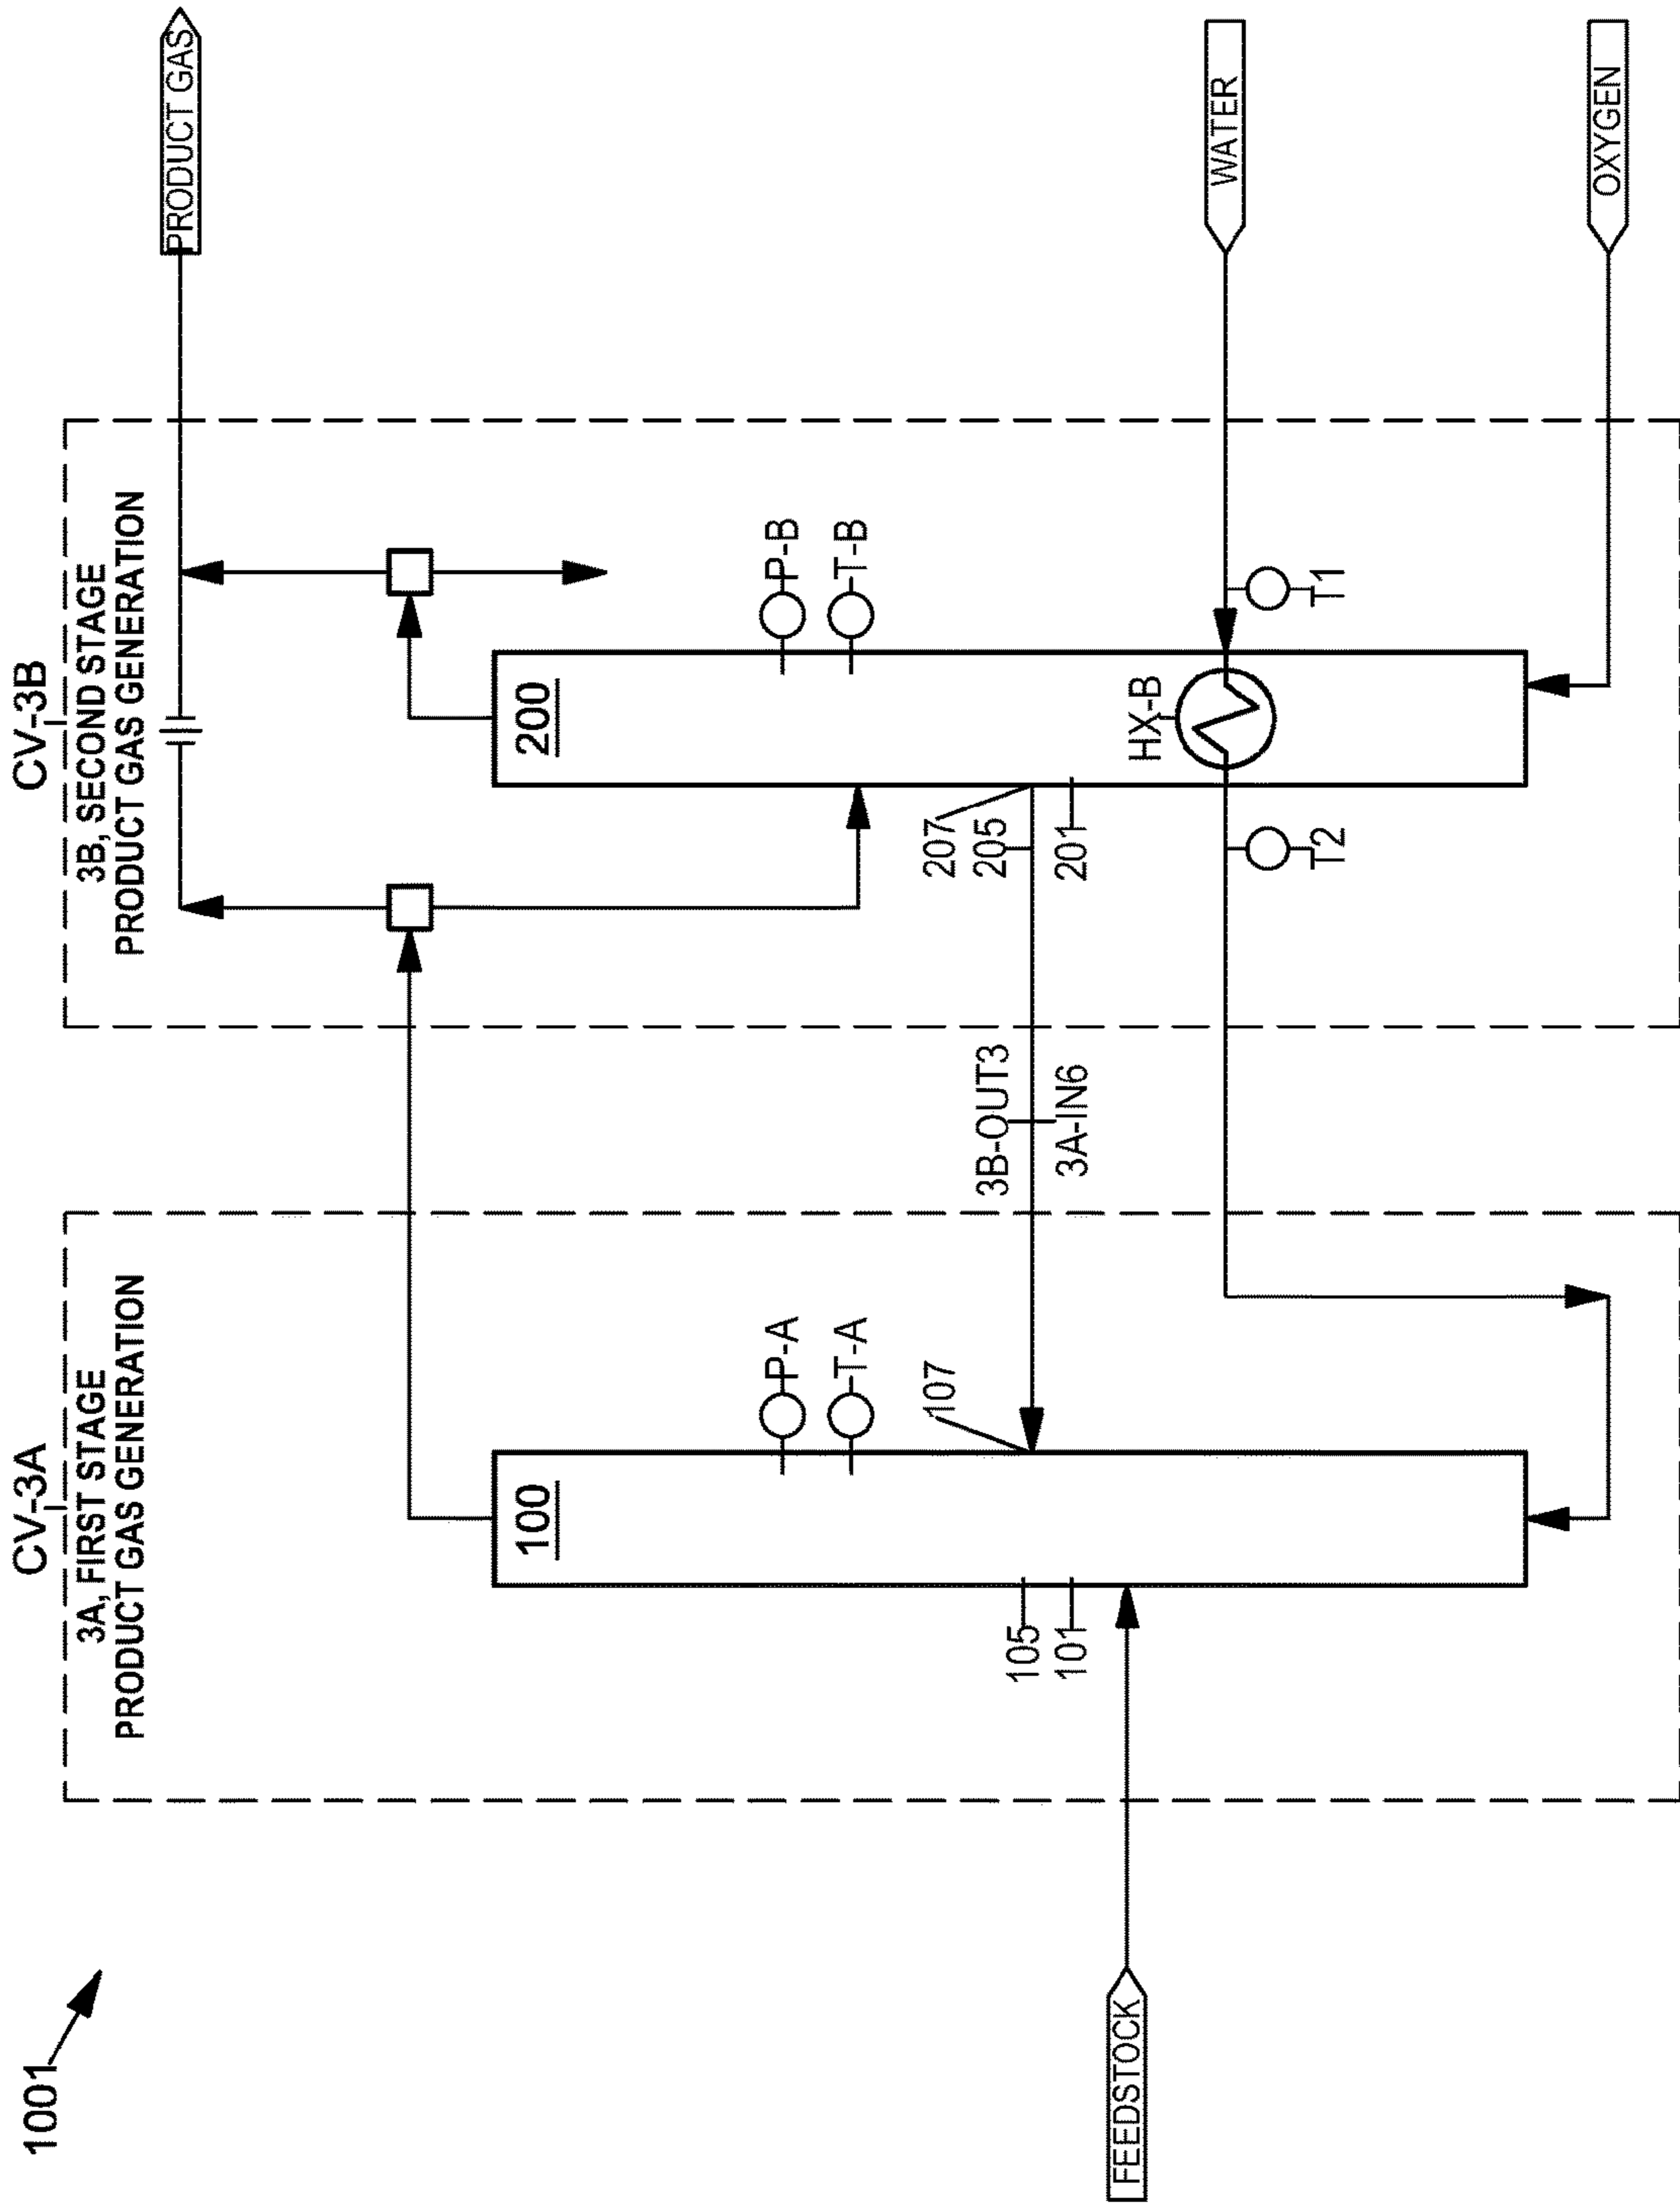 1001
CV-3A
3A, FIRST STAGE
PRODUCT GAS GENERATION
CV-3B
3B, SECOND STAGE
PRODUCT GAS GENERATION
PRODUCT GAS
100
200
P-A
T-A
P-B
T-B
107
105
101
207
205
201
3B-OUT3
3A-IN6
HX-B
T1
T2
FEEDSTOCK
WATER
OXYGEN